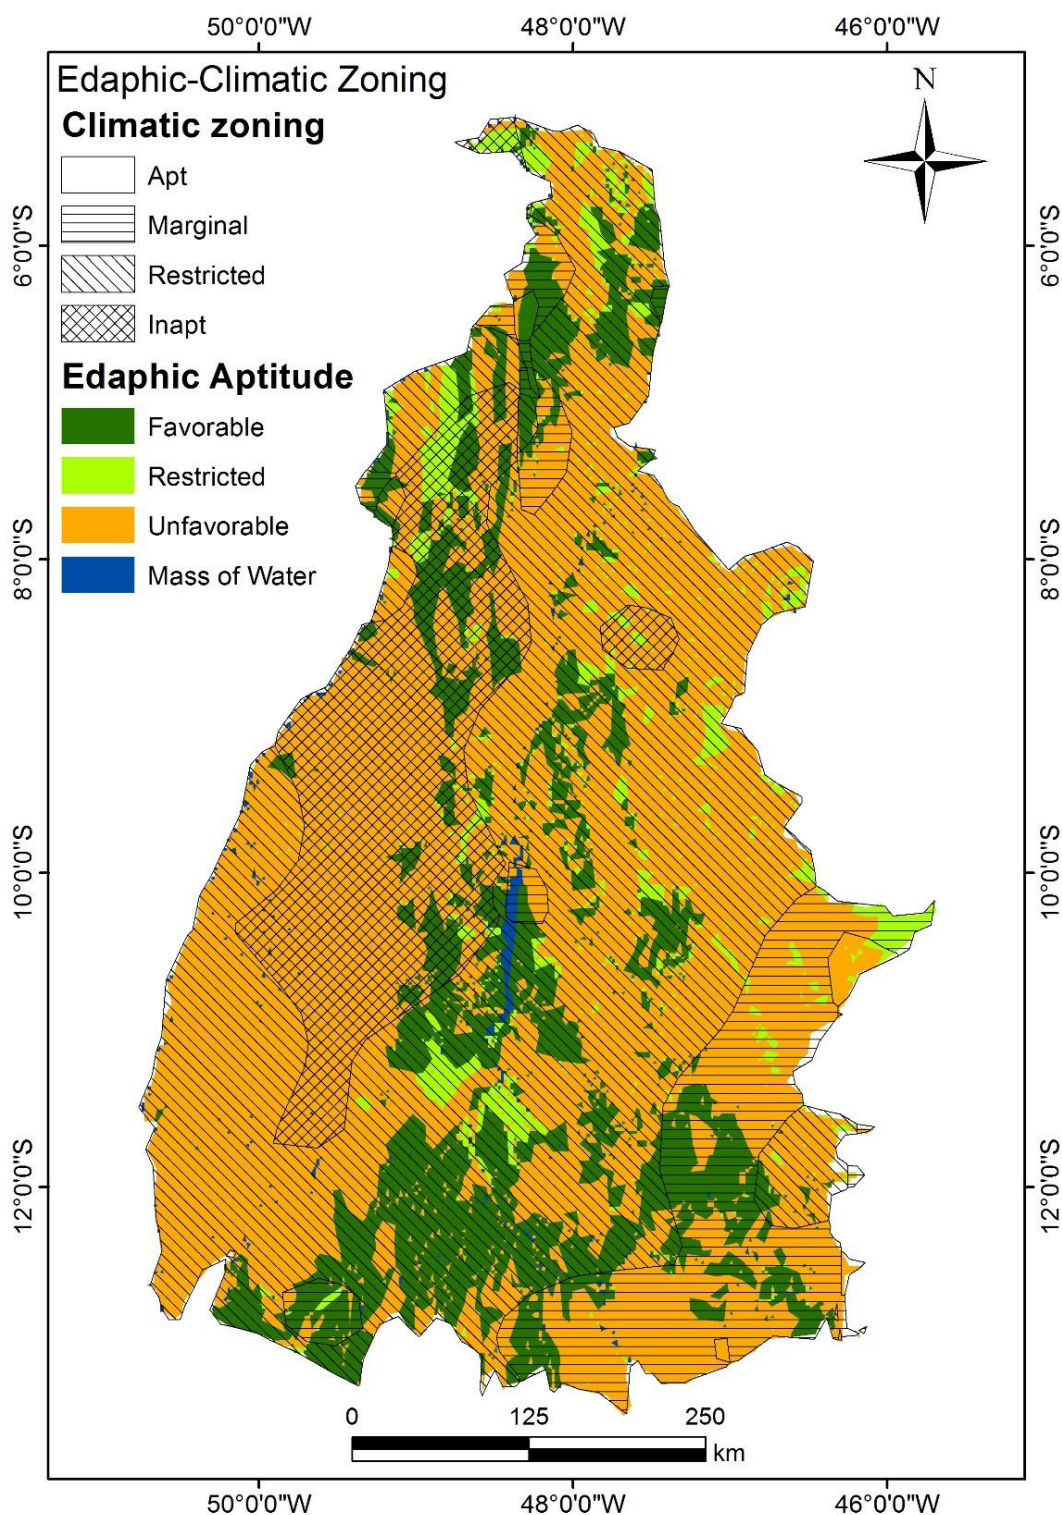 50°0'0"W 48°0'0"W 46°0'0"W
Edaphic-Climatic Zoning
N
Climatic zoning
Apt
Marginal
Restricted
Inapt
Edaphic Aptitude
Favorable
Restricted
Unfavorable
Mass of Water
6°0'0"S 6°0'0"S
8°0'0"S 8°0'0"S
10°0'0"S 10°0'0"S
12°0'0"S 12°0'0"S
0 125 250
km
50°0'0"W 48°0'0"W 46°0'0"W